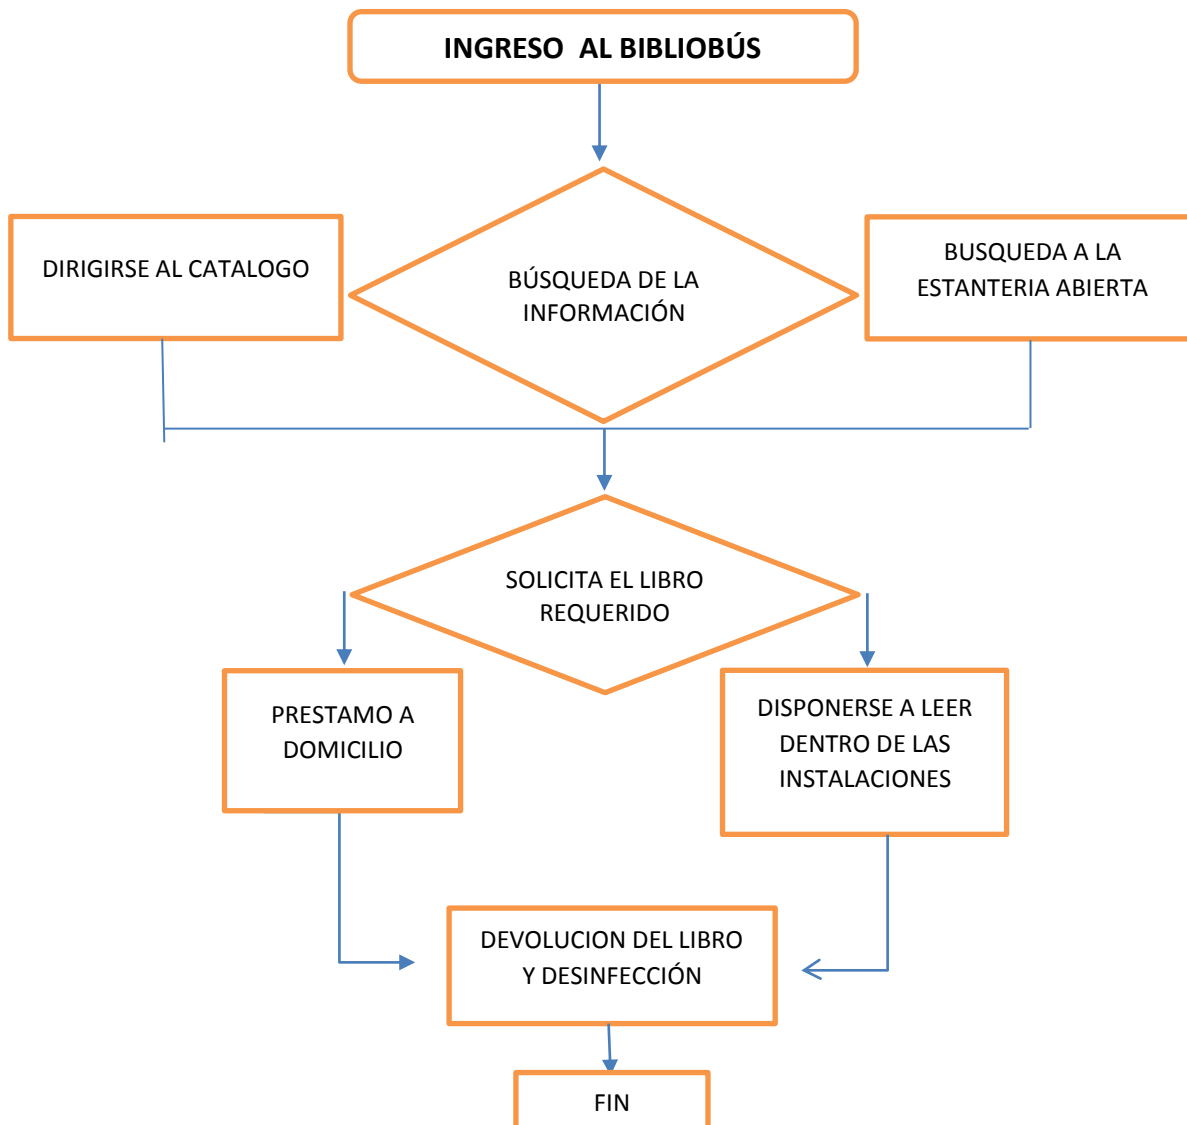 INGRESO  AL BIBLIOBÚS
DIRIGIRSE AL CATALOGO
BÚSQUEDA DE LA
INFORMACIÓN
BUSQUEDA A LA
ESTANTERIA ABIERTA
SOLICITA EL LIBRO
REQUERIDO
PRESTAMO A
DOMICILIO
DISPONERSE A LEER
DENTRO DE LAS
INSTALACIONES
DEVOLUCION DEL LIBRO
Y DESINFECCIÓN
FIN